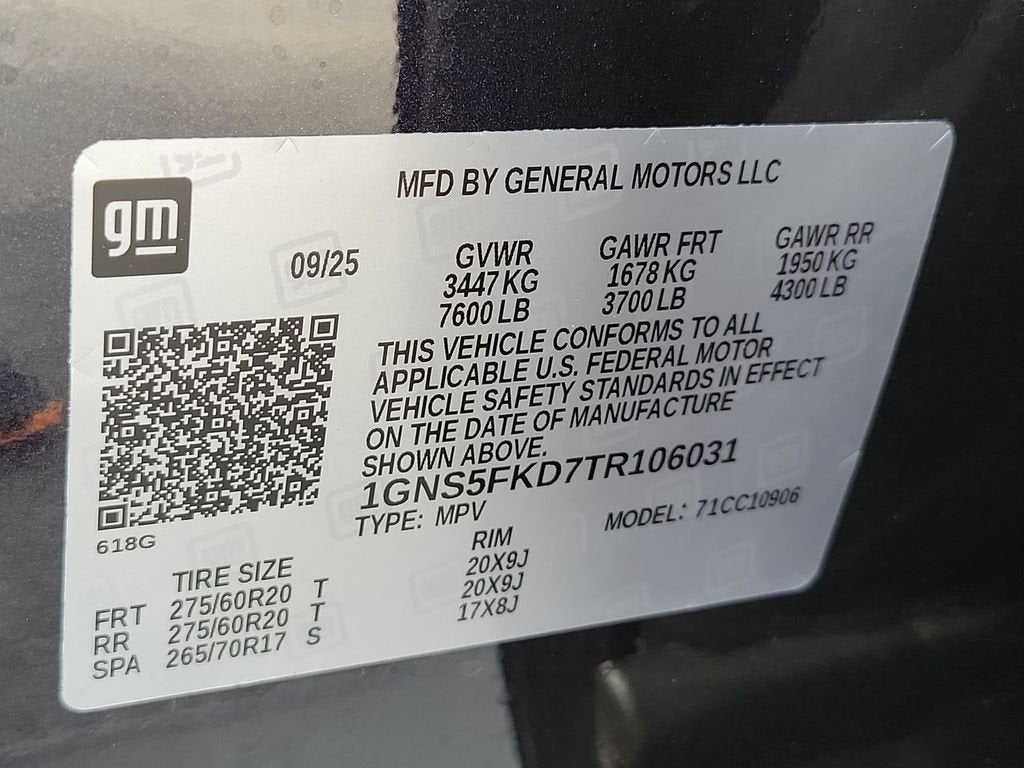 gm
MFD BY GENERAL MOTORS LLC
09/25
GVWR GAWR FRT GAWR RR
3447 KG 1678 KG 1950 KG
7600 LB 3700 LB 4300 LB
THIS VEHICLE CONFORMS TO ALL
APPLICABLE U.S. FEDERAL MOTOR
VEHICLE SAFETY STANDARDS IN EFFECT
ON THE DATE OF MANUFACTURE
SHOWN ABOVE.
1GNS5FKD7TR106031
TYPE: MPV MODEL: 71CC10906
618G
TIRE SIZE RIM
FRT 275/60R20 T 20X9J
RR 275/60R20 T 20X9J
SPA 265/70R17 S 17X8J